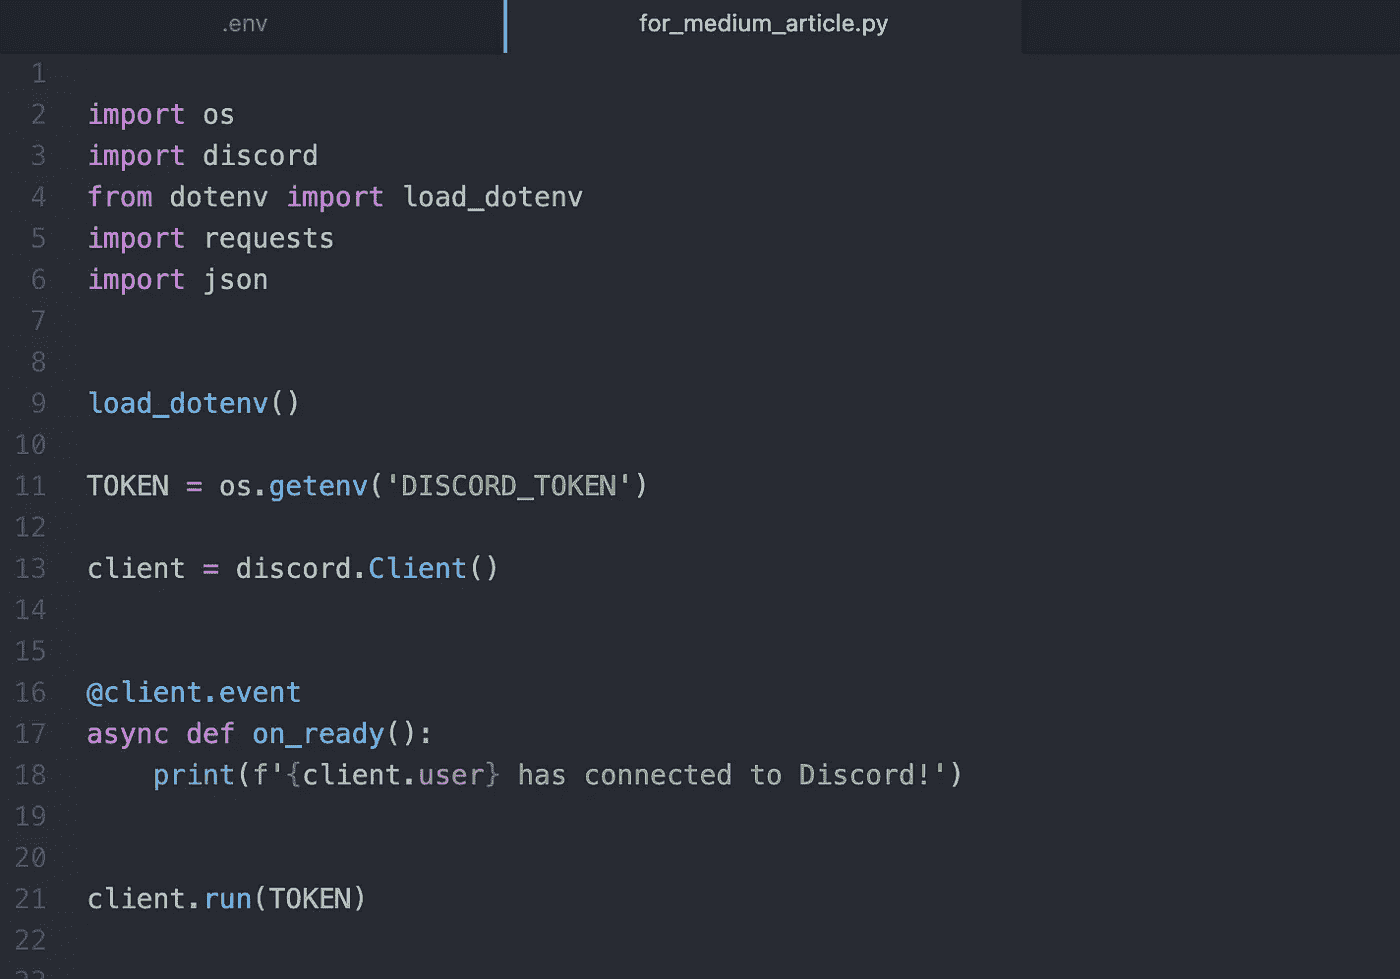 .env
for_medium_article.py
1
2 import os
3 import discord
4 from dotenv import load_dotenv
5 import requests
6 import json
7
8
9 load_dotenv()
10
11 TOKEN = os.getenv('DISCORD_TOKEN')
12
13 client = discord.Client()
14
15
16 @client.event
17 async def on_ready():
18     print(f'{client.user} has connected to Discord!')
19
20
21 client.run(TOKEN)
22